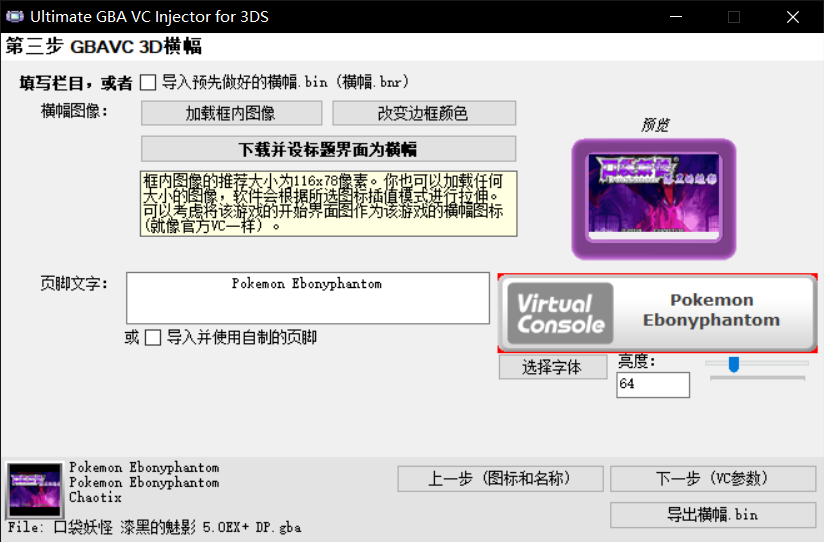 Ultimate GBA VC Injector for 3DS
第三步 GBAVC 3D横幅
填写栏目，或者 导入预先做好的横幅.bin (横幅.bnr)
横幅图像：
加载框内图像
改变边框颜色
下载并设标题界面为横幅
预览
口袋妖怪
框内图像的推荐大小为116x78像素。你也可以加载任何
大小的图像，软件会根据所选图标插值模式进行拉伸。
可以考虑将该游戏的开始界面图作为该游戏的横幅图标
(就像官方VC一样) 。
页脚文字：
Pokemon Ebonyphantom
Virtual
Console
Pokemon
Ebonyphantom
或 导入并使用自制的页脚
选择字体
亮度：
64
Pokemon Ebonyphantom
Pokemon Ebonyphantom
Chaotix
上一步 (图标和名称)
下一步 (VC参数)
导出横幅.bin
File: 口袋妖怪 漆黑的魅影 5.0EX+ DP.gba